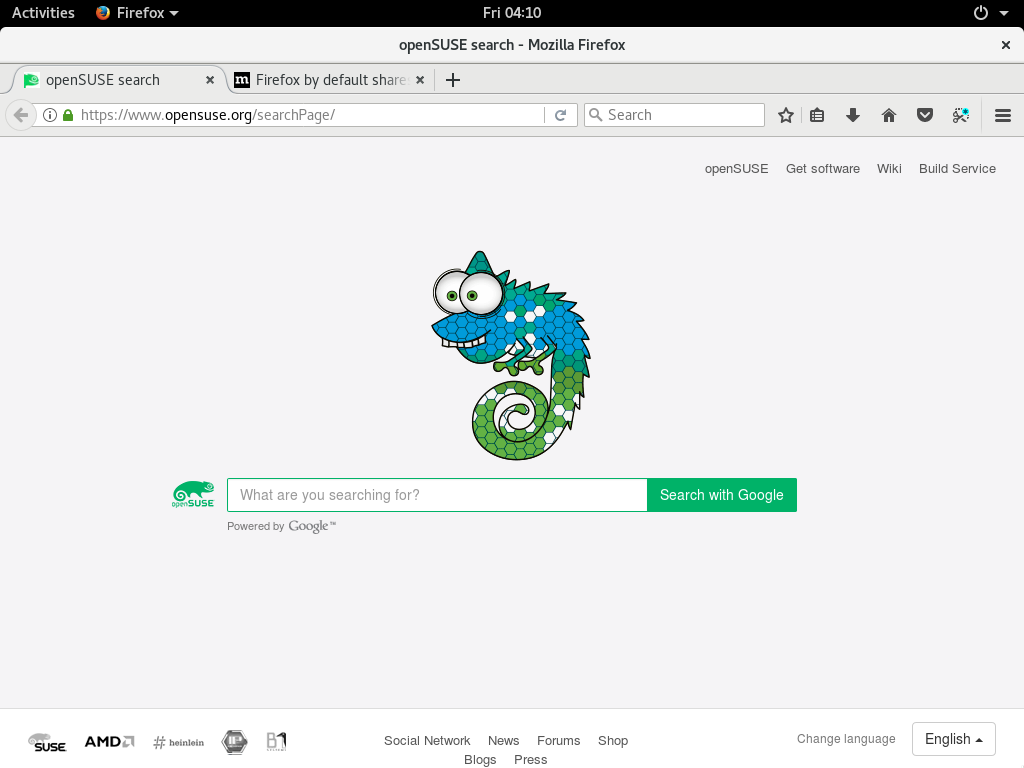 Activities Firefox Fri 04:10
openSUSE search - Mozilla Firefox
openSUSE search Firefox by default share
https://www.opensuse.org/searchPage/ Search
openSUSE Get software Wiki Build Service
openSUSE What are you searching for? Search with Google
Powered by Google™
SUSE AMD # heinlein B1 Social Network News Forums Shop Change language English
Blogs Press